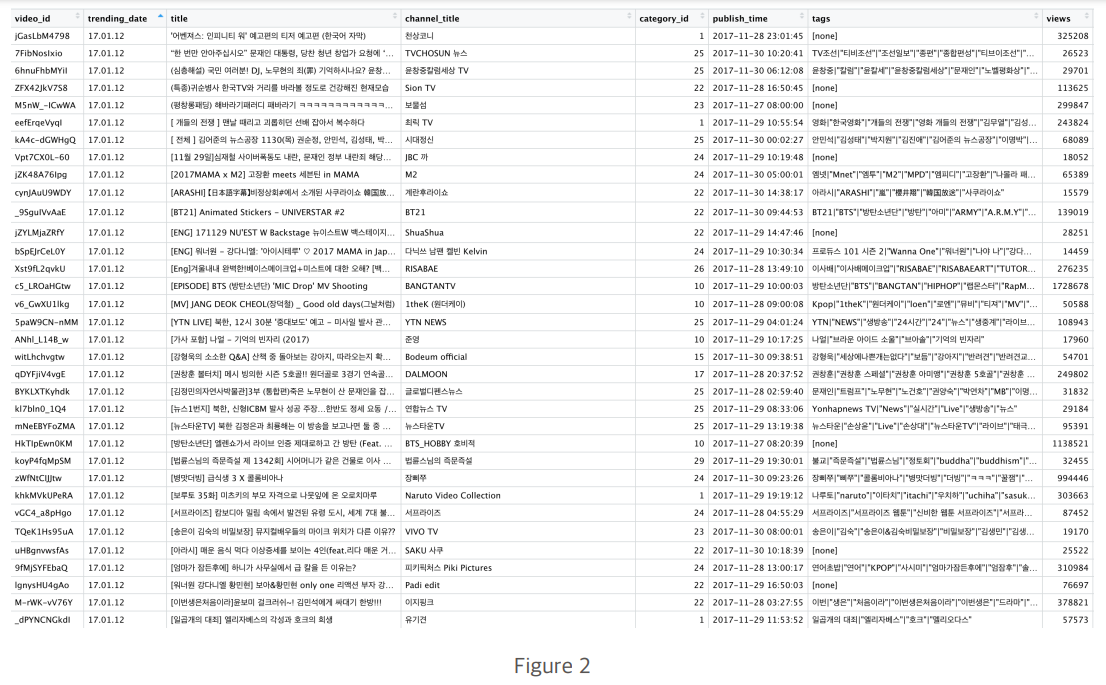 video_id trending_date title channel_title category_id publish_time tags views
jGasLbM4798 17.01.12 '어벤져스: 인피니티 워' 예고편의 티저 예고편 (한국어 자막) 천상코니 1 2017-11-28 23:01:45 [none] 325208
7FibNosIxio 17.01.12 "한 번만 안아주십시오" 문재인 대통령, 당찬 청년 창업가 요청에 '... TVCHOSUN 뉴스 25 2017-11-30 10:20:41 TV조선|"티비조선"|"조선일보"|"종편"|"종합편성"|"티브이조선"|"... 26523
6hnuFhbMYiI 17.01.12 (심층해설) 국민 여러분! DJ, 노무현의 죄(罪) 기억하시나요? 윤창... 윤창중칼럼세상 TV 25 2017-11-30 06:12:08 윤창중|"칼럼"|"윤칼세"|"윤창중칼럼세상"|"문재인"|"노벨평화상"|"... 29701
ZFX42JkV7S8 17.01.12 (특종)귀순병사 한국TV와 거리를 바라볼 정도로 건강해진 현재모습 Sion TV 22 2017-11-28 16:50:45 [none] 113625
M5nW_-ICwWA 17.01.12 (평창롱패딩) 해바라기패러디 패바라기 ㅋㅋㅋㅋㅋㅋㅋㅋㅋㅋㅋㅋ... 보물섬 23 2017-11-27 08:00:00 [none] 299847
eefErqeVyqI 17.01.12 [ 개들의 전쟁 ] 맨날 때리고 괴롭히던 선배 잡아서 복수하다 최릭 TV 1 2017-11-29 10:55:54 영화|"한국영화"|"개들의 전쟁"|"영화 개들의 전쟁"|"김무열"|"김성... 243824
kA4c-dGWHgQ 17.01.12 [ 전체 ] 김어준의 뉴스공장 1130(목) 권순정, 안민석, 김성태, 박... 시대정신 25 2017-11-30 00:02:27 안민석|"김성태"|"박지원"|"김진애"|"김어준의 뉴스공장"|"이명박"|... 68089
Vpt7CX0L-60 17.01.12 [11월 29일]심재철 사버폭동도 내란, 문재인 정부 내란죄 해당... JBC 까 24 2017-11-29 10:19:48 [none] 18052
jZK48A76Ipg 17.01.12 [2017MAMA x M2] 고장환 meets 세븐틴 in MAMA M2 24 2017-11-30 05:00:01 엠넷|"Mnet"|"엠투"|"M2"|"MPD"|"엠피디"|"고장환"|"나몰라 패... 65389
cynJAuU9WDY 17.01.12 [ARASHI]【日本語字幕】비정상회#에서 소개된 사쿠라이쇼 韓国放... 계란후라이쇼 22 2017-11-30 14:38:17 아라시|"ARASHI"|"嵐"|"櫻井翔"|"韓国放送"|"사쿠라이쇼" 15579
_9SguIVvAaE 17.01.12 [BT21] Animated Stickers – UNIVERSTAR #2 BT21 22 2017-11-30 09:44:53 BT21|"BTS"|"방탄소년단"|"방탄"|"아미"|"ARMY"|"A.R.M.Y"|"... 139019
jZYLMjaZRfY 17.01.12 [ENG] 171129 NU'EST W Backstage 뉴이스트W 백스테이지... ShuaShua 22 2017-11-29 14:47:46 [none] 28251
bSpEJrCeL0Y 17.01.12 [ENG] 워너원 – 강다니엘: '아이시테루' ♡ 2017 MAMA in Jap... 다닉쓰 남팬 켈빈 Kelvin 24 2017-11-29 10:30:34 프로듀스 101 시즌 2|"Wanna One"|"워너원"|"나야 나"|"강다... 14459
Xst9fL2qvkU 17.01.12 [Eng]겨울내내 완벽한!베이스메이크업+미스트에 대한 오해? [백... RISABAE 26 2017-11-28 13:49:10 이사배|"이사배메이크업"|"RISABAE"|"RISABAEART"|"TUTOR... 276235
c5_LROaHGtw 17.01.12 [EPISODE] BTS (방탄소년단) 'MIC Drop' MV Shooting BANGTANTV 10 2017-11-29 10:00:03 방탄소년단|"BTS"|"BANGTAN"|"HIPHOP"|"랩몬스터"|"RapM... 1728678
v6_GwXU1lkg 17.01.12 [MV] JANG DEOK CHEOL(장덕철) _ Good old days(그날처럼) 1theK (원더케이) 10 2017-11-28 09:00:08 Kpop|"1theK"|"원더케이"|"loen"|"로엔"|"뮤비"|"티져"|"MV"|"... 50588
5paW9CN-nMM 17.01.12 [YTN LIVE] 북한, 12시 30분 '중대보도' 예고 – 미사일 발사 관... YTN NEWS 25 2017-11-29 04:01:24 YTN|"NEWS"|"생방송"|"24시간"|"24"|"뉴스"|"생중계"|"라이브... 108943
ANhl_L14B_w 17.01.12 [가사 포함] 나얼 – 기억의 빈자리 (2017) 준영 10 2017-11-29 10:17:25 나얼|"브라운 아이드 소울"|"브아솔"|"기억의 빈자리" 17960
witLhchvgtw 17.01.12 [강형욱의 소소한 Q&A] 산책 중 돌아보는 강아지, 따라오는지 확... Bodeum official 15 2017-11-30 09:38:51 강형욱|"세상에나쁜개는없다"|"보듬"|"강아지"|"반려견"|"반려견교... 54701
qDYFjiV4vgE 17.01.12 [권창훈 불터치] 메시 빙의한 시즌 5호골!! 원더골로 3경기 연속골... DALMOON 17 2017-11-28 20:37:52 권창훈|"권창훈 스페셜"|"권창훈 아미앵"|"권창훈 5호골"|"권창훈... 249802
BYKLXTKyhdk 17.01.12 [김정민의자연사박물관]3부 (통합편)죽은 노무현이 산 문재인을 잡... 글로벌디펜스뉴스 25 2017-11-28 02:59:40 문재인|"트럼프"|"노무현"|"노건호"|"권양숙"|"박연차"|"MB"|"이명... 31832
kl7bln0_1Q4 17.01.12 [뉴스1번지] 북한, 신형ICBM 발사 성공 주장...한반도 정세 요동 /... 연합뉴스 TV 25 2017-11-29 08:33:06 Yonhapnews TV|"News"|"실시간"|"Live"|"생방송"|"뉴스" 29184
mNeEBYFoZMA 17.01.12 [뉴스타운TV] 북한 김정은과 최룡해는 이 방송을 보고나면 둘 중 ... 뉴스타운TV 25 2017-11-29 13:19:38 뉴스타운|"손상윤"|"Live"|"손상대"|"뉴스타운TV"|"라이브"|"태극... 95391
HkTIpEwn0KM 17.01.12 [방탄소년단] 엘렌쇼가서 라이브 인증 제대로하고 간 방탄 (Feat. ... BTS_HOBBY 호비적 10 2017-11-27 08:20:39 [none] 1138521
koyP4fqMpSM 17.01.12 [법륜스님의 즉문즉설 제 1342회] 시어머니가 같은 건물로 이사 ... 법륜스님의 즉문즉설 29 2017-11-29 19:30:01 불교|"즉문즉설"|"법륜스님"|"정토회"|"buddha"|"buddhism"|"... 32455
zWfNtCIJJtw 17.01.12 [병맛더빙] 급식생 3 X 콜롬비아나 장삐쭈 24 2017-11-30 09:23:26 장삐쭈|"삐쭈"|"콜롬비아나"|"병맛더빙"|"더빙"|"ㅋㅋㅋ"|"꿀잼"|... 994446
khkMVkUPeRA 17.01.12 [보루토 35화] 미츠키의 부모 자격으로 나뭇잎에 온 오로치마루 Naruto Video Collection 1 2017-11-29 19:19:12 나루토|"naruto"|"이타치"|"itachi"|"우치하"|"uchiha"|"sasuk... 303663
vGC4_a8pHgo 17.01.12 [서프라이즈] 캄보디아 밀림 속에서 발견된 유령 도시, 세계 7대 불... 서프라이즈 24 2017-11-28 04:55:29 서프라이즈|"서프라이즈 웹툰"|"신비한 웹툰 서프라이즈"|"서프라... 87452
TQeK1Hs95uA 17.01.12 [송은이 김숙의 비밀보장] 뮤지컬배우들의 마이크 위치가 다른 이유?? VIVO TV 23 2017-11-30 08:00:01 송은이|"김숙"|"송은이&김숙비밀보장"|"비밀보장"|"김생민"|"김생... 19170
uHBgnvwsfAs 17.01.12 [아라시] 매운 음식 먹다 이상증세를 보이는 4인(feat.리다 매운 거... SAKU 사쿠 22 2017-11-30 10:18:39 [none] 25522
9fMjSYFEbaQ 17.01.12 [엄마가 잠든후에] 하니가 사무실에서 급 칼을 든 이유는? 피키픽처스 Piki Pictures 24 2017-11-28 13:00:17 연어초밥|"연어"|"KPOP"|"사시미"|"엄마가잠든후에"|"엄잠후"|"술... 310984
IgnysHU4gAo 17.01.12 [워너원 강다니엘 황민현] 보아&황민현 only one 리액션 부자 강... Padi edit 22 2017-11-29 16:50:03 [none] 76697
M-rWK-vV76Y 17.01.12 [이번생은처음이라]윤보미 걸크러쉬~! 김민석에게 싸대기 한방!!! 이지핑크 22 2017-11-28 03:27:55 이번|"생은"|"처음이라"|"이번생은처음이라"|"이번생은"|"드라마"|"... 378821
_dPYNCNGkdI 17.01.12 [일곱개의 대죄] 엘리자베스의 각성과 호크의 희생 유기견 1 2017-11-29 11:53:52 일곱개의 대죄|"엘리자베스"|"호크"|"엘리오다스" 57573
Figure 2